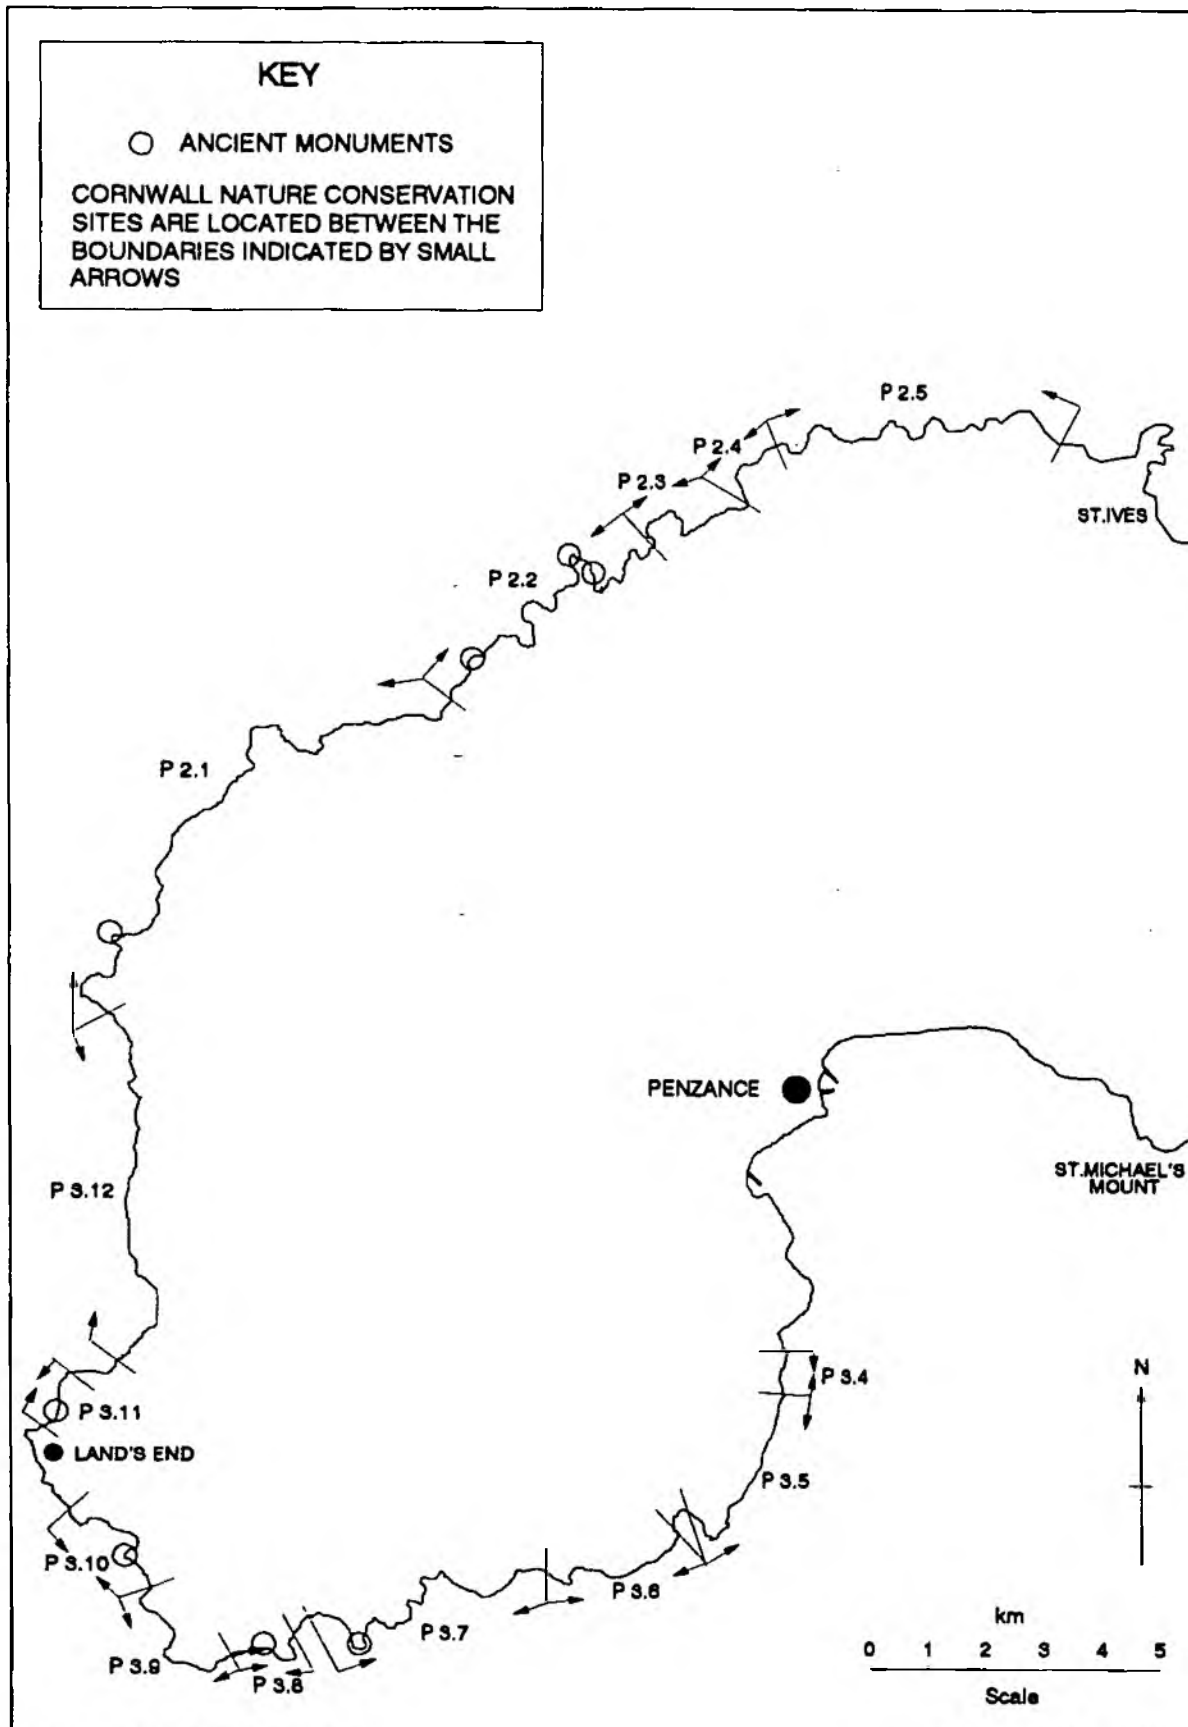 KEY
ANCIENT MONUMENTS
CORNWALL NATURE CONSERVATION
SITES ARE LOCATED BETWEEN THE
BOUNDARIES INDICATED BY SMALL
ARROWS
P 2.5
P 2.4
P 2.3
ST.IVES
P 2.2
P 2.1
PENZANCE
ST.MICHAEL'S
MOUNT
P 3.12
N
P 3.4
P 3.11
LAND'S END
P 3.5
P 3.10
P 3.6
km
P 3.7
0 1 2 3 4 5
P 3.9
P 3.8
Scale